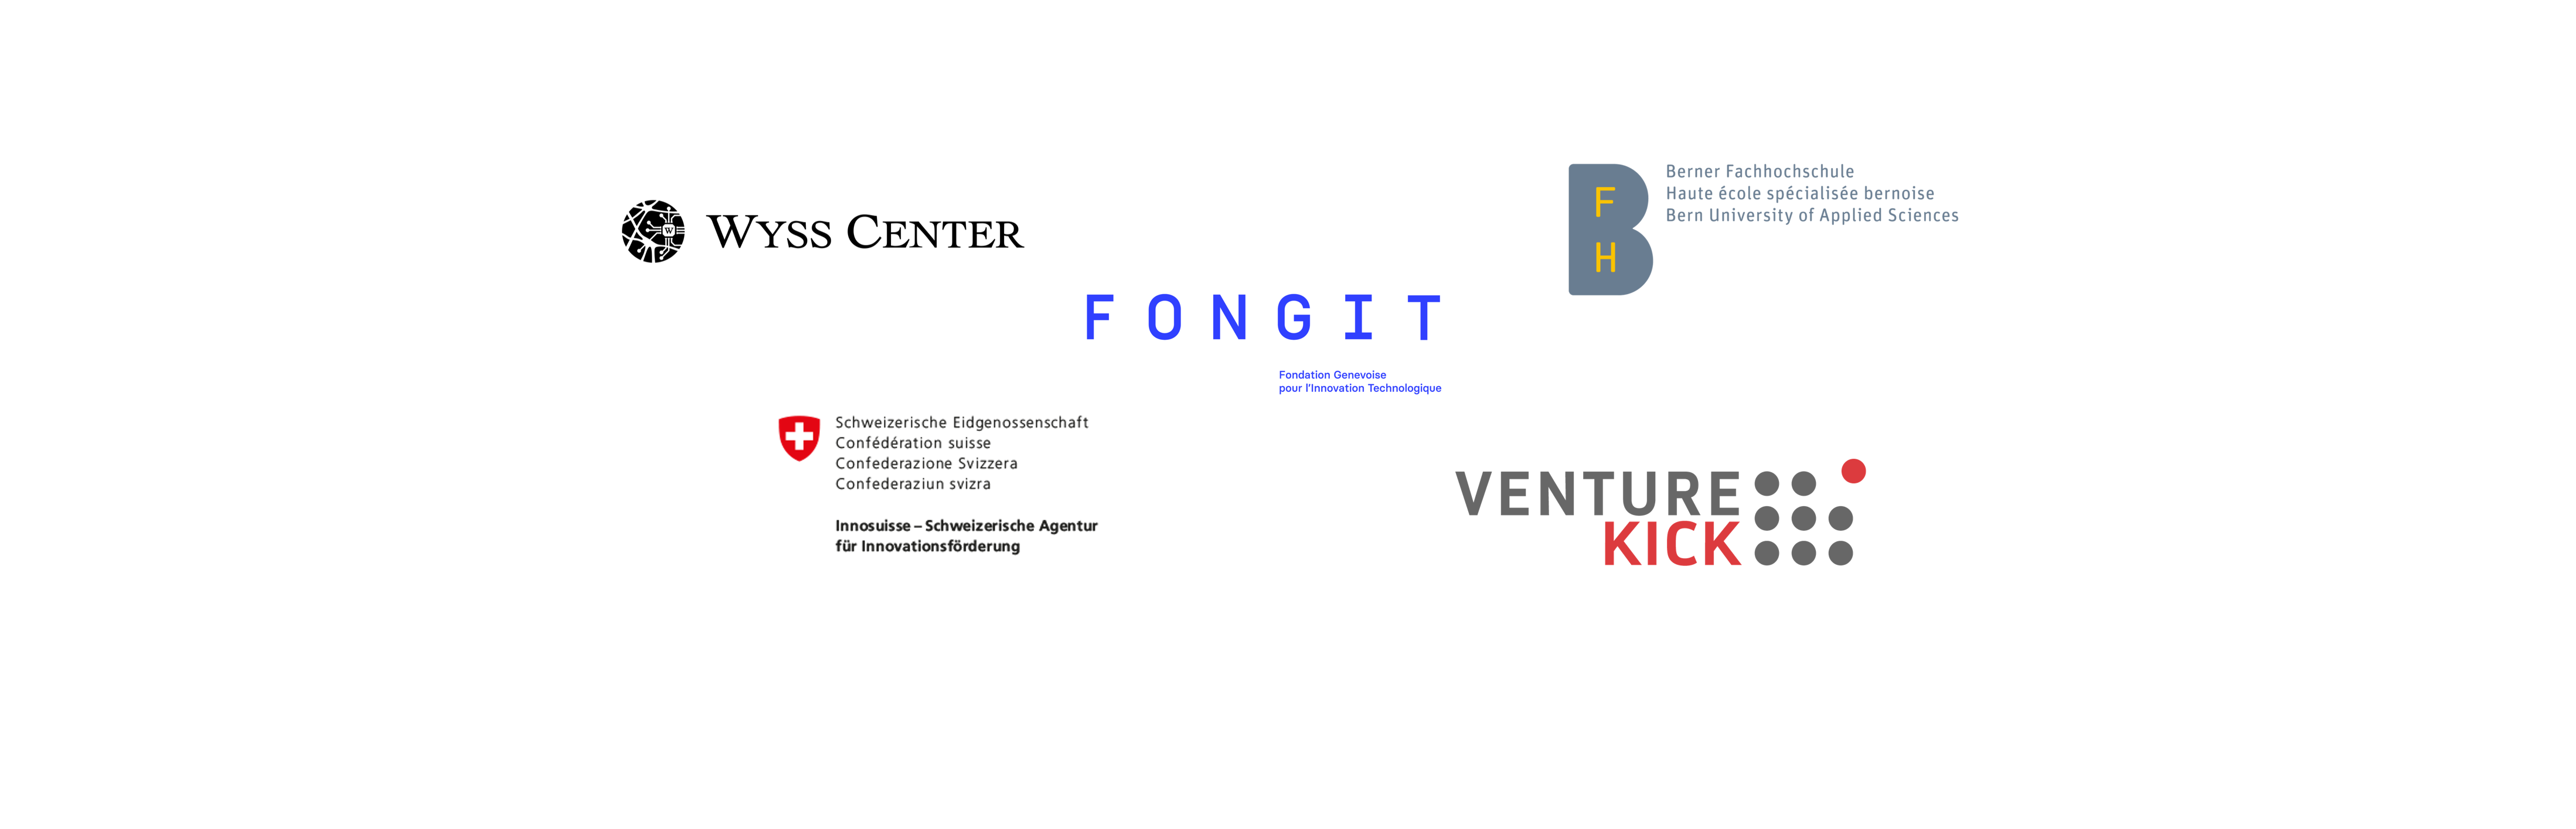 W
WYSS CENTER
F
H
Berner Fachhochschule
Haute école spécialisée bernoise
Bern University of Applied Sciences
FONGIT
Fondation Genevoise
pour l'Innovation Technologique
Schweizerische Eidgenossenschaft
Confédération suisse
Confederazione Svizzera
Confederaziun svizra
Innosuisse – Schweizerische Agentur
für Innovationsförderung
VENTURE
KICK